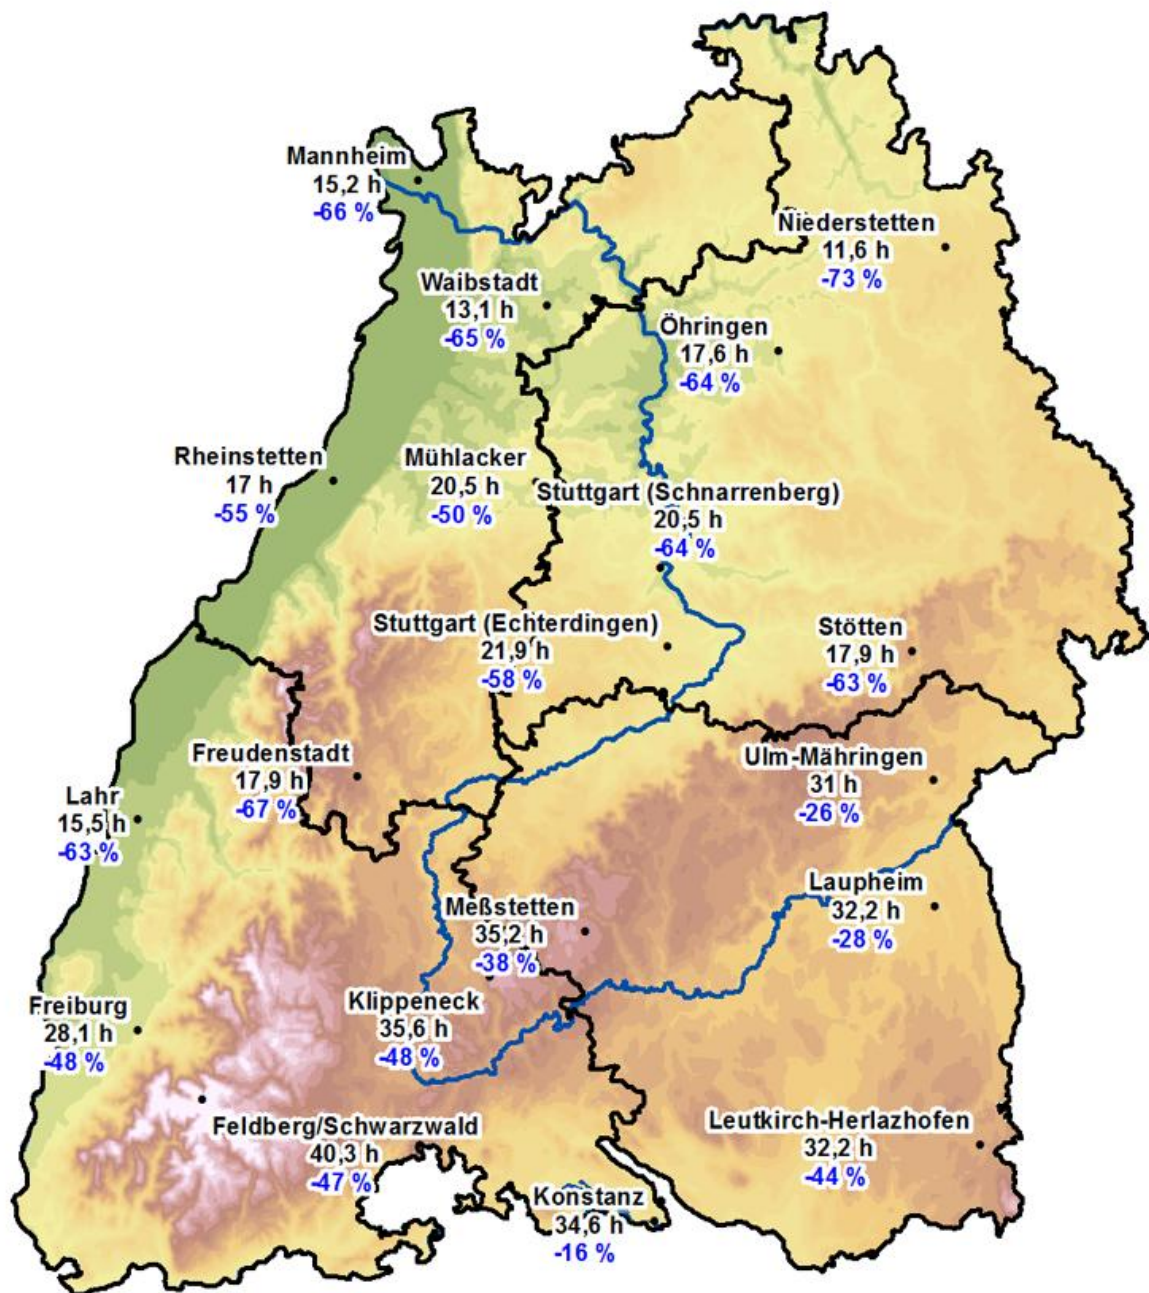 Mannheim
15,2 h
-66 %
Niederstetten
11,6 h
-73 %
Waibstadt
13,1 h
-65 %
Öhringen
17,6 h
-64 %
Rheinstetten
17 h
-55 %
Mühlacker
20,5 h
-50 %
Stuttgart (Schnarrenberg)
20,5 h
-64 %
Stuttgart (Echterdingen)
21,9 h
-58 %
Stötten
17,9 h
-63 %
Freudenstadt
17,9 h
-67 %
Ulm-Mähringen
31 h
-26 %
Lahr
15,5 h
-63 %
Laupheim
32,2 h
-28 %
Meßstetten
35,2 h
-38 %
Freiburg
28,1 h
-48 %
Klippeneck
35,6 h
-48 %
Feldberg/Schwarzwald
40,3 h
-47 %
Leutkirch-Herlazhofen
32,2 h
-44 %
Konstanz
34,6 h
-16 %